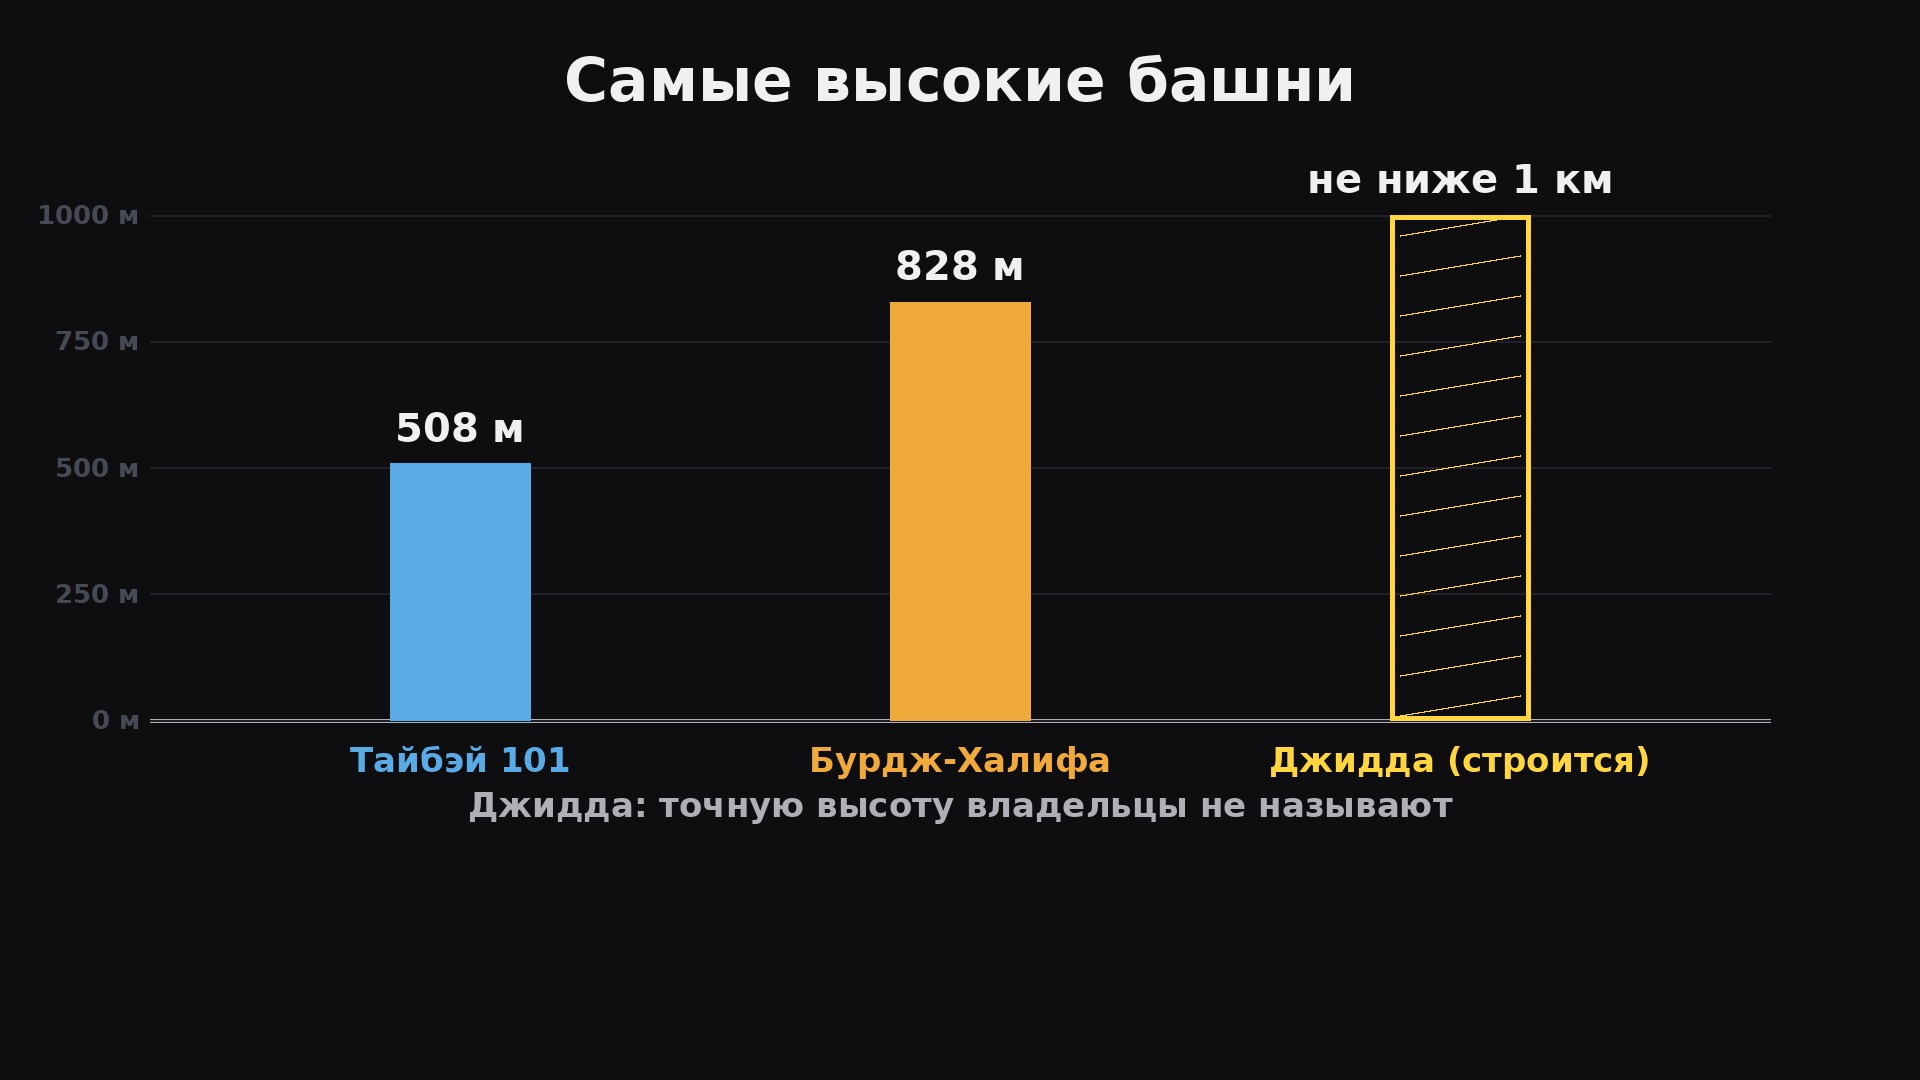 Самые высокие башни
не ниже 1 км
1000 м
828 м
750 м
508 м
500 м
250 м
0 м
Тайбэй 101
Бурдж-Халифа
Джидда (строится)
Джидда: точную высоту владельцы не называют